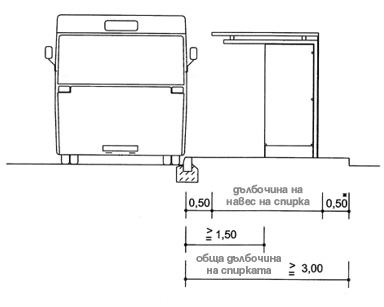 дълбочина на
0,50 навес на спирка 0,50*
≥ 1,50
обща дълбочина
на спирката ≥ 3,00